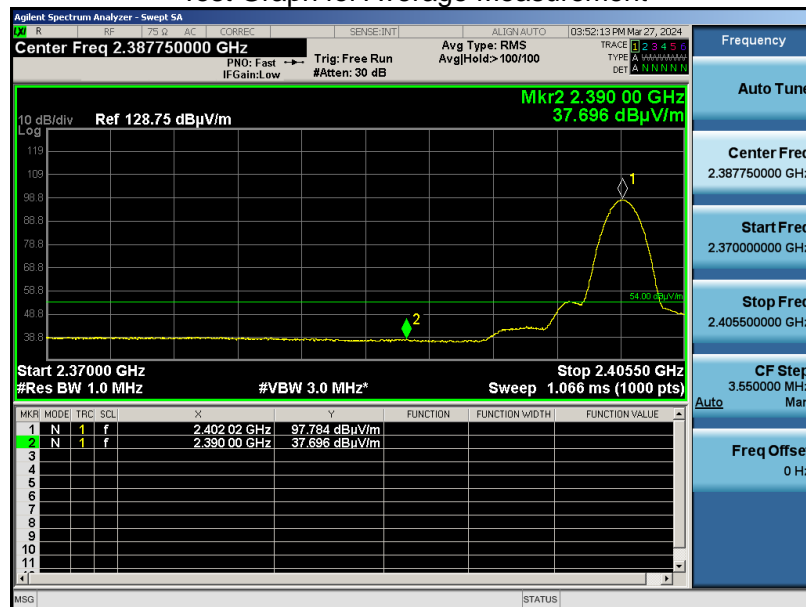 Agilent Spectrum Analyzer - Swept SA
LXI R RF 75 Ω AC CORREC SENSE:INT ALIGN AUTO 03:52:13 PM Mar 27, 2024
Center Freq 2.387750000 GHz
PNO: Fast
IFGain:Low
Trig: Free Run
#Atten: 30 dB
Avg Type: RMS
Avg|Hold:>100/100
TRACE 1 2 3 4 5 6
TYPE A WWWWW
DET A N N N N N
Mkr2 2.390 00 GHz
37.696 dBµV/m
10 dB/div Ref 128.75 dBµV/m
Log
119
109
98.8
88.8
78.8
68.8
58.8
48.8
38.8
1
2
54.00 dBµV/m
Start 2.37000 GHz Stop 2.40550 GHz
#Res BW 1.0 MHz #VBW 3.0 MHz* Sweep 1.066 ms (1000 pts)
MKR MODE TRC SCL X Y FUNCTION FUNCTION WIDTH FUNCTION VALUE
1 N 1 f 2.402 02 GHz 97.784 dBµV/m
2 N 1 f 2.390 00 GHz 37.696 dBµV/m
3
4
5
6
7
8
9
10
11
MSG STATUS
Frequency
Auto Tune
Center Freq
2.387750000 GHz
Start Freq
2.370000000 GHz
Stop Freq
2.405500000 GHz
CF Step
3.550000 MHz
Auto Man
Freq Offset
0 Hz